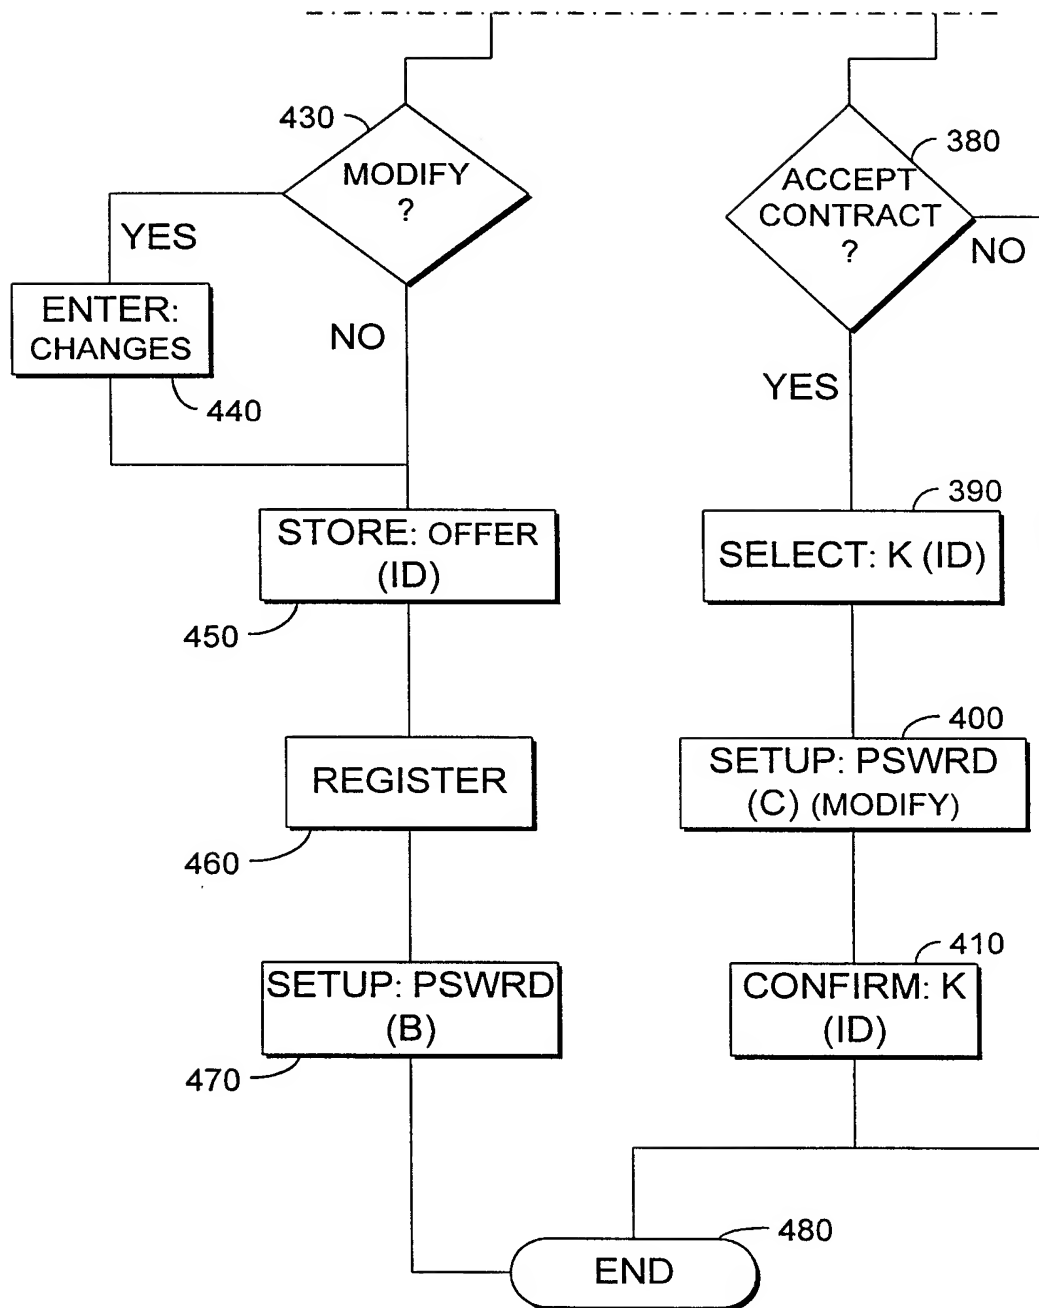 430
MODIFY
?
YES
NO
ENTER:
CHANGES
440
STORE: OFFER
(ID)
450
REGISTER
460
SETUP: PSWRD
(B)
470
380
ACCEPT
CONTRACT
?
NO
YES
390
SELECT: K (ID)
400
SETUP: PSWRD
(C) (MODIFY)
410
CONFIRM: K
(ID)
480
END